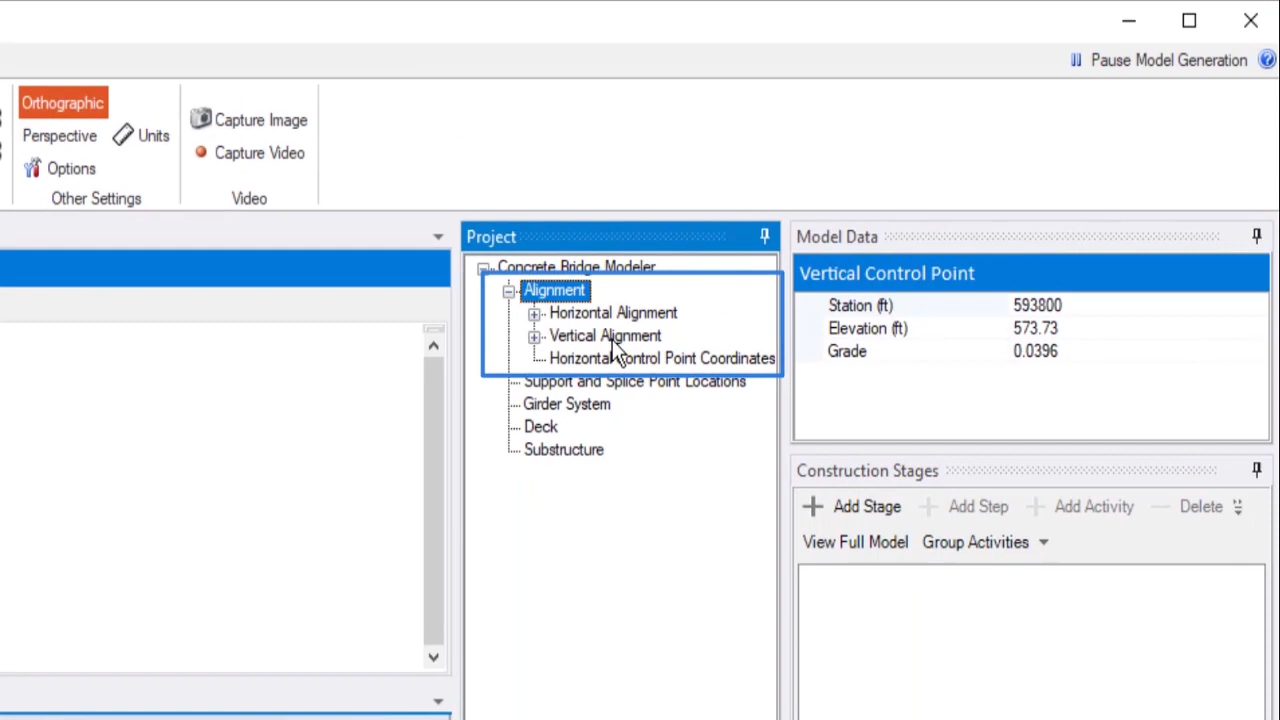 Pause Model Generation
Orthographic
Perspective
Units
Options
Other Settings
Capture Image
Capture Video
Video
Project
Concrete Bridge Modeler
Alignment
Horizontal Alignment
Vertical Alignment
Horizontal Control Point Coordinates
Support and Splice Point Locations
Girder System
Deck
Substructure
Model Data
Vertical Control Point
Station (ft) 593800
Elevation (ft) 573.73
Grade 0.0396
Construction Stages
Add Stage Add Step Add Activity Delete
View Full Model Group Activities